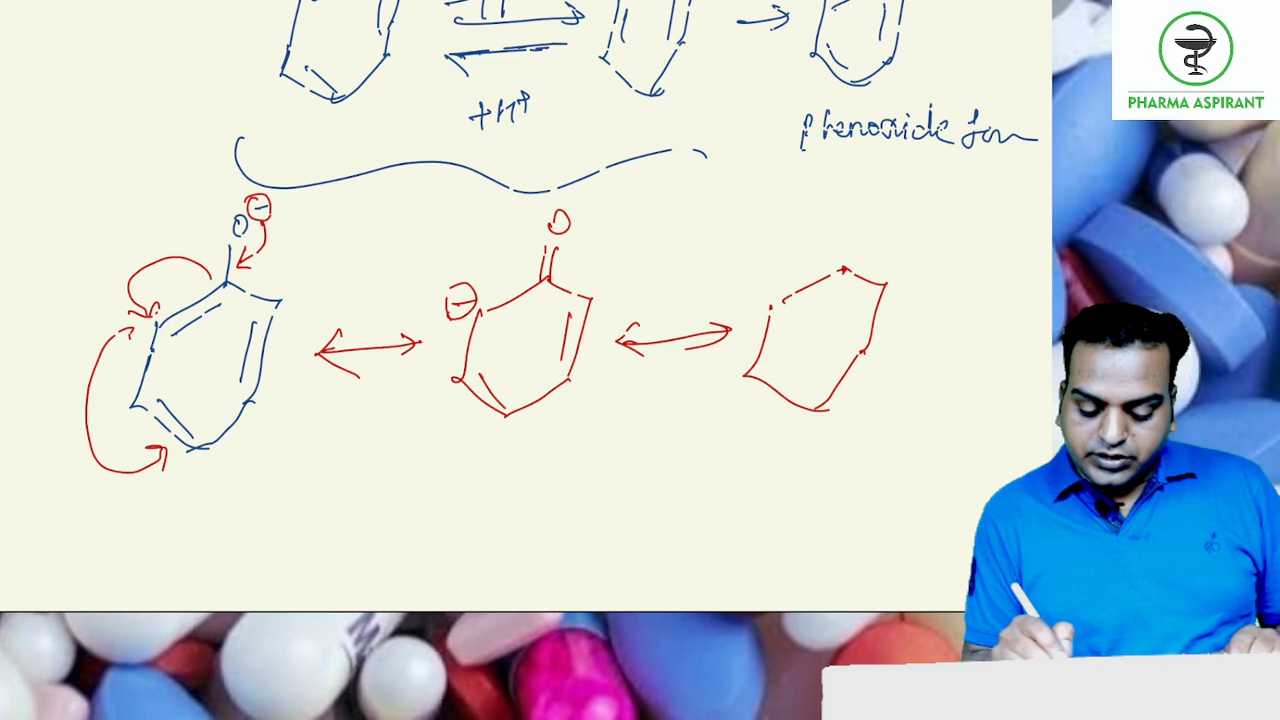 PHARMA ASPIRANT
+H⁺
Phenoxide Ion
O⊖
O
⊖